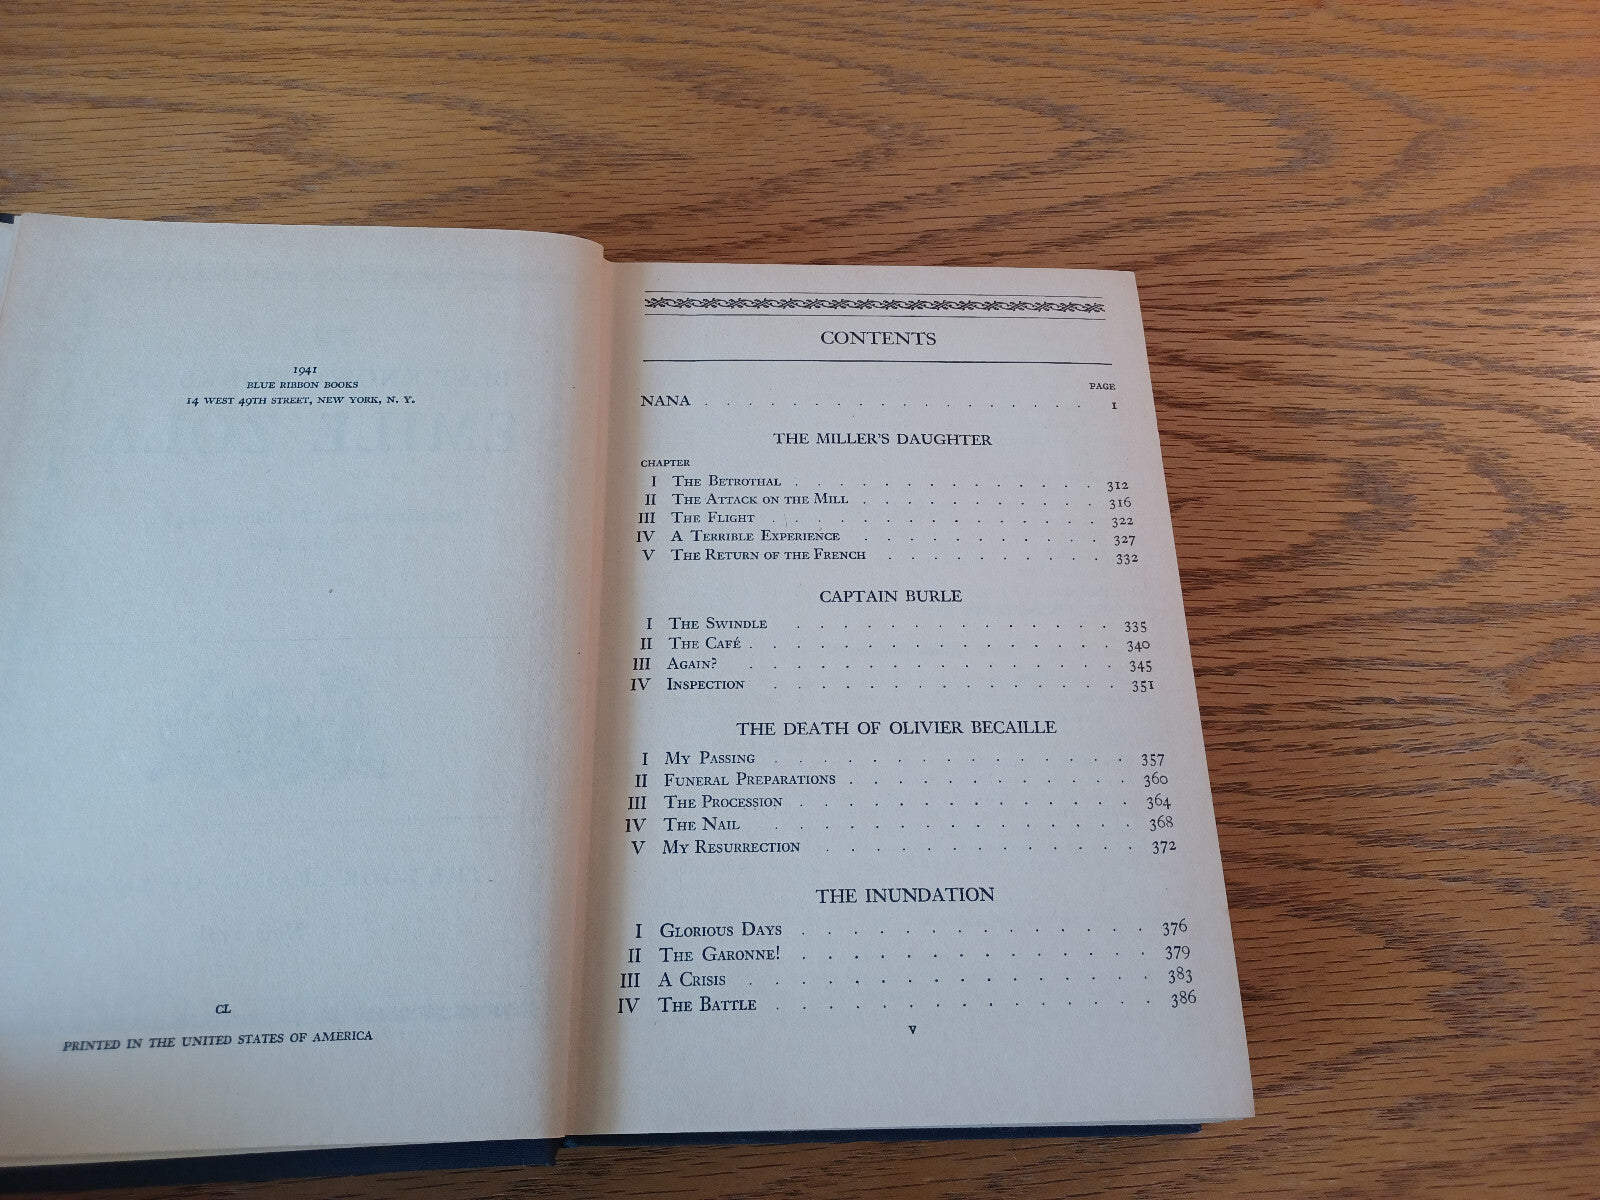 1941
BLUE RIBBON BOOKS
14 WEST 49TH STREET, NEW YORK, N. Y.
CL
PRINTED IN THE UNITED STATES OF AMERICA
CONTENTS
PAGE
NANA . . . . . . . . . . . . . . . . . . 1
THE MILLER'S DAUGHTER
CHAPTER
I THE BETROTHAL . . . . . . . . . . . . . 312
II THE ATTACK ON THE MILL . . . . . . . . . . 316
III THE FLIGHT . . . . . . . . . . . . . 322
IV A TERRIBLE EXPERIENCE . . . . . . . . . 327
V THE RETURN OF THE FRENCH . . . . . . . . 332
CAPTAIN BURLE
I THE SWINDLE . . . . . . . . . . . . . 335
II THE CAFÉ . . . . . . . . . . . . . . 340
III AGAIN? . . . . . . . . . . . . . . 345
IV INSPECTION . . . . . . . . . . . . . 351
THE DEATH OF OLIVIER BECAILLE
I MY PASSING . . . . . . . . . . . . . 357
II FUNERAL PREPARATIONS . . . . . . . . . . . 360
III THE PROCESSION . . . . . . . . . . . . 364
IV THE NAIL . . . . . . . . . . . . . 368
V MY RESURRECTION . . . . . . . . . . . 372
THE INUNDATION
I GLORIOUS DAYS . . . . . . . . . . . . . 376
II THE GARONNE! . . . . . . . . . . . . . 379
III A CRISIS . . . . . . . . . . . . . . 383
IV THE BATTLE . . . . . . . . . . . . . 386
V